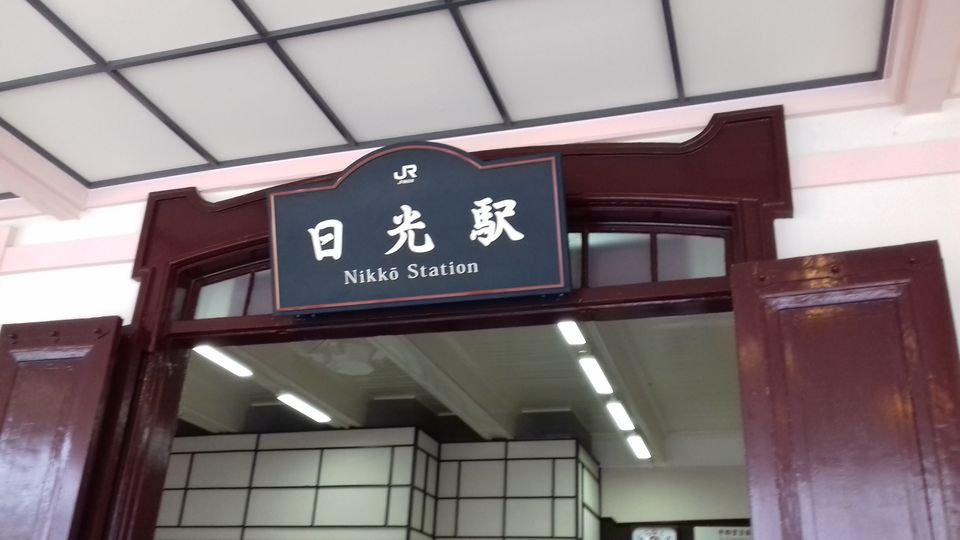 JR
日光駅
Nikkō Station